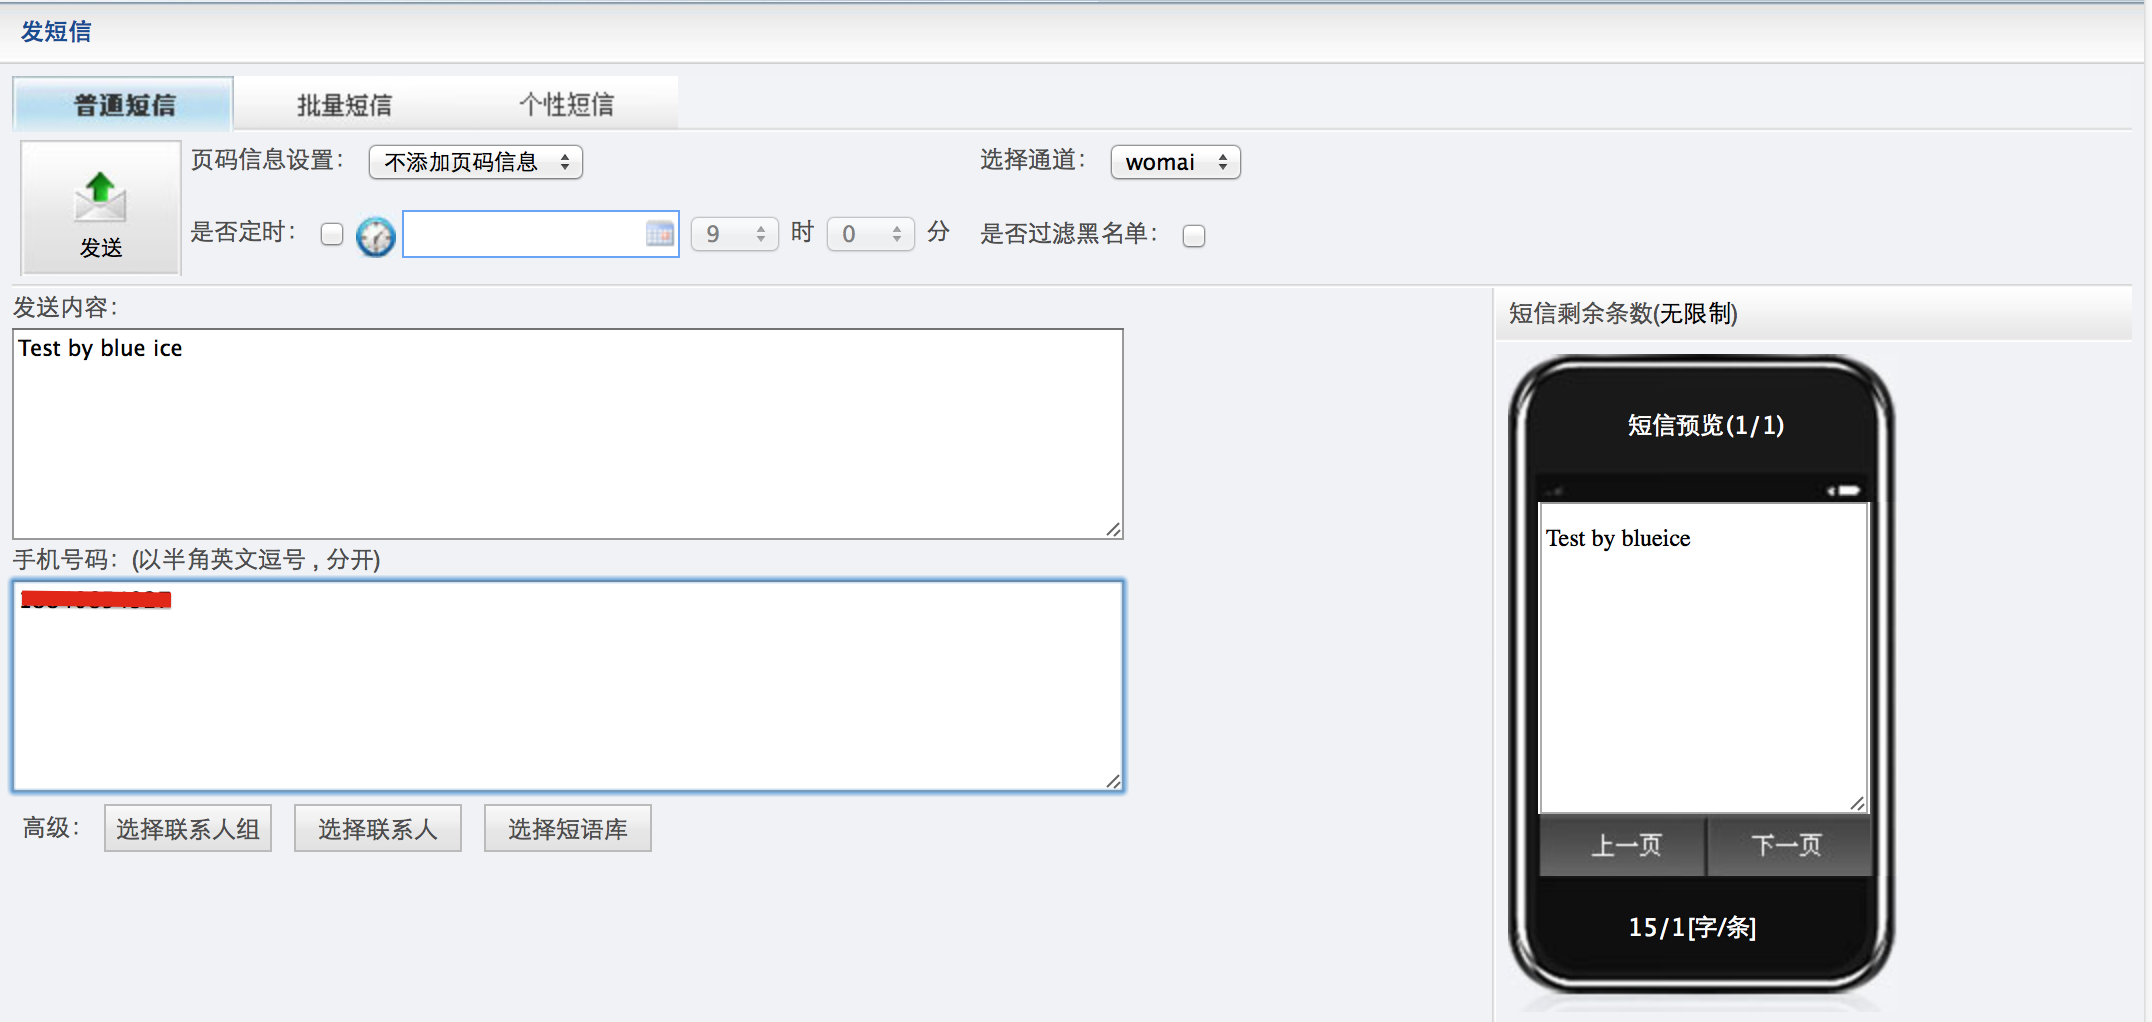 发短信
普通短信 批量短信 个性短信
发送
页码信息设置： 不添加页码信息 选择通道： womai
是否定时： 9 时 0 分 是否过滤黑名单：
发送内容：
Test by blue ice
手机号码：(以半角英文逗号 , 分开)
高级： 选择联系人组 选择联系人 选择短语库
短信剩余条数(无限制)
短信预览(1/1)
Test by blueice
上一页 下一页
15/1[字/条]